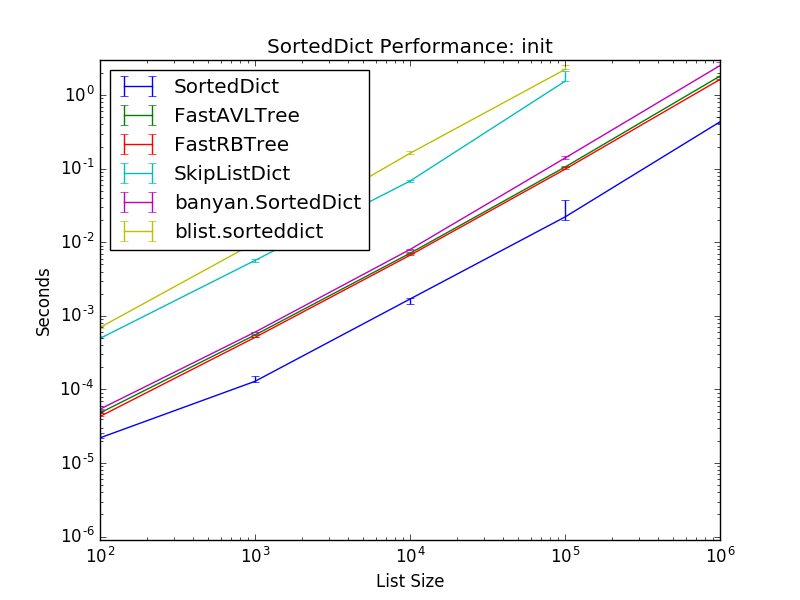 SortedDict Performance: init
SortedDict
FastAVLTree
FastRBTree
SkipListDict
banyan.SortedDict
blist.sorteddict
10^0
10^-1
10^-2
10^-3
10^-4
10^-5
10^-6
Seconds
10^2 10^3 10^4 10^5 10^6
List Size